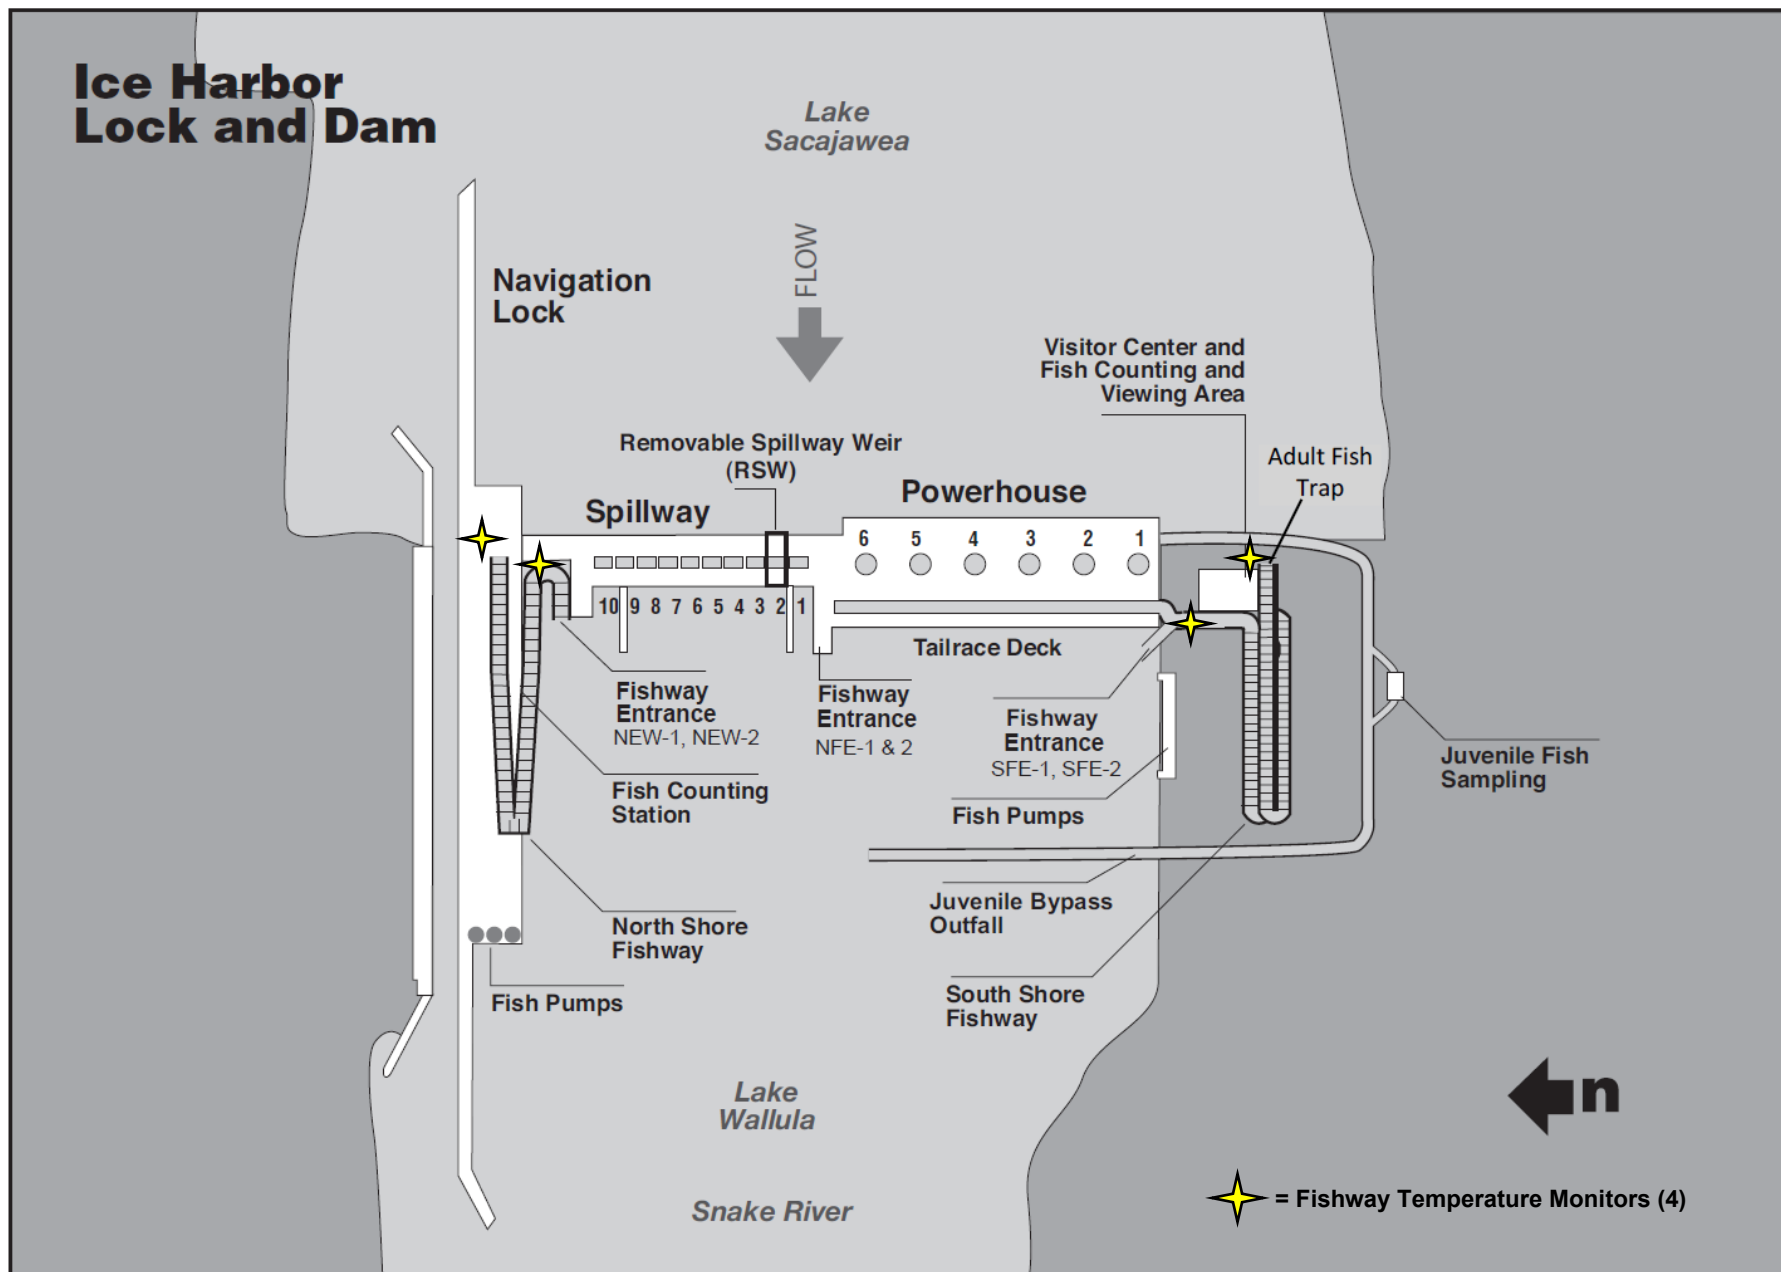 Ice Harbor
Lock and Dam
Lake
Sacajawea
FLOW
Navigation
Lock
Visitor Center and
Fish Counting and
Viewing Area
Adult Fish
Trap
Removable Spillway Weir
(RSW)
Spillway
Powerhouse
6 5 4 3 2 1
10 9 8 7 6 5 4 3 2 1
Tailrace Deck
Fishway
Entrance
NEW-1, NEW-2
Fishway
Entrance
NFE-1 & 2
Fishway
Entrance
SFE-1, SFE-2
Juvenile Fish
Sampling
Fish Counting
Station
Fish Pumps
North Shore
Fishway
Juvenile Bypass
Outfall
Fish Pumps
South Shore
Fishway
Lake
Wallula
n
Snake River
= Fishway Temperature Monitors (4)